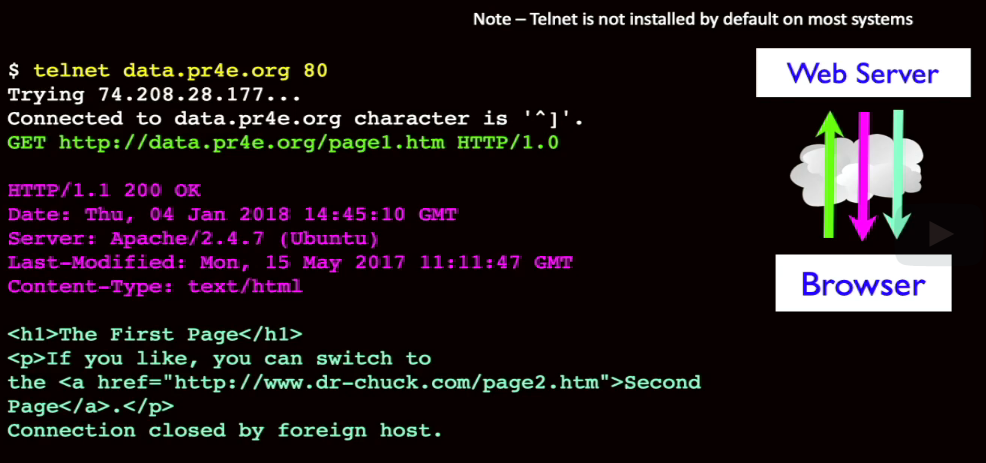 Note – Telnet is not installed by default on most systems
$ telnet data.pr4e.org 80
Trying 74.208.28.177...
Connected to data.pr4e.org character is '^]'.
GET http://data.pr4e.org/page1.htm HTTP/1.0
HTTP/1.1 200 OK
Date: Thu, 04 Jan 2018 14:45:10 GMT
Server: Apache/2.4.7 (Ubuntu)
Last-Modified: Mon, 15 May 2017 11:11:47 GMT
Content-Type: text/html
<h1>The First Page</h1>
<p>If you like, you can switch to
the <a href="http://www.dr-chuck.com/page2.htm">Second
Page</a>.</p>
Connection closed by foreign host.
Web Server
Browser